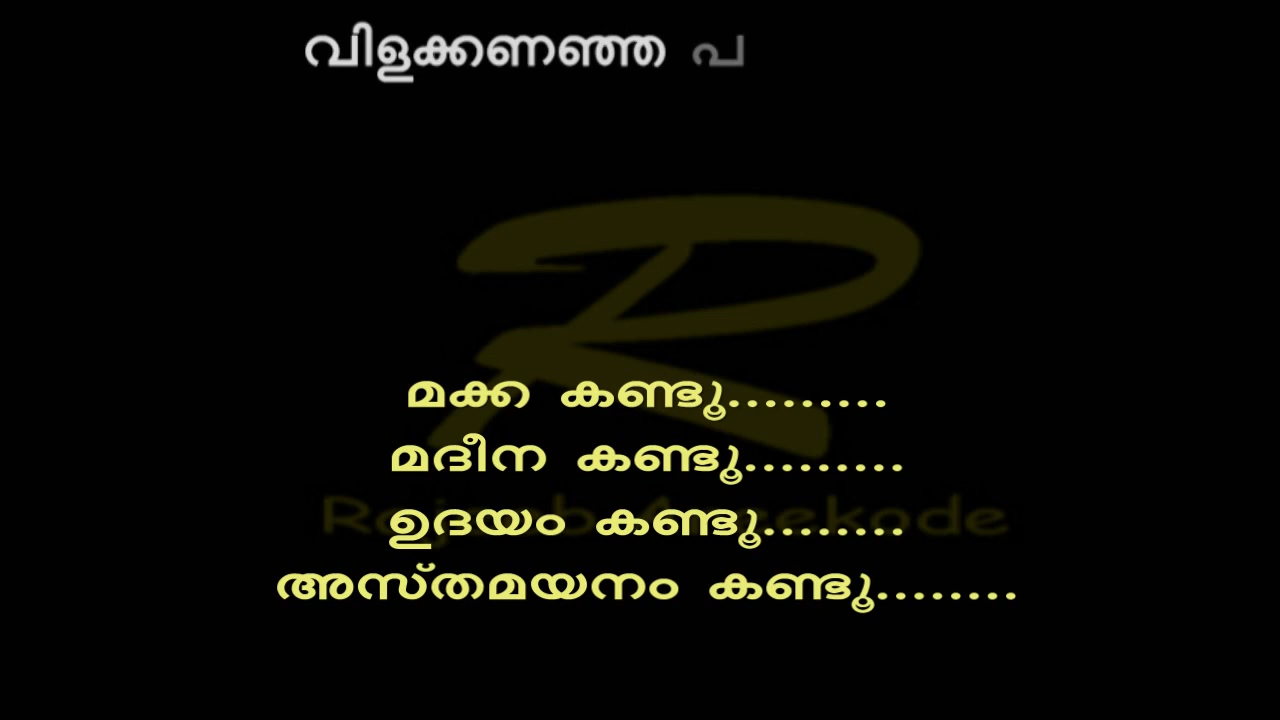 വിളക്കണഞ്ഞ പ
മക്ക കണ്ടൂ.........
മദീന കണ്ടൂ.........
ഉദയം കണ്ടൂ........
അസ്തമയനം കണ്ടൂ........